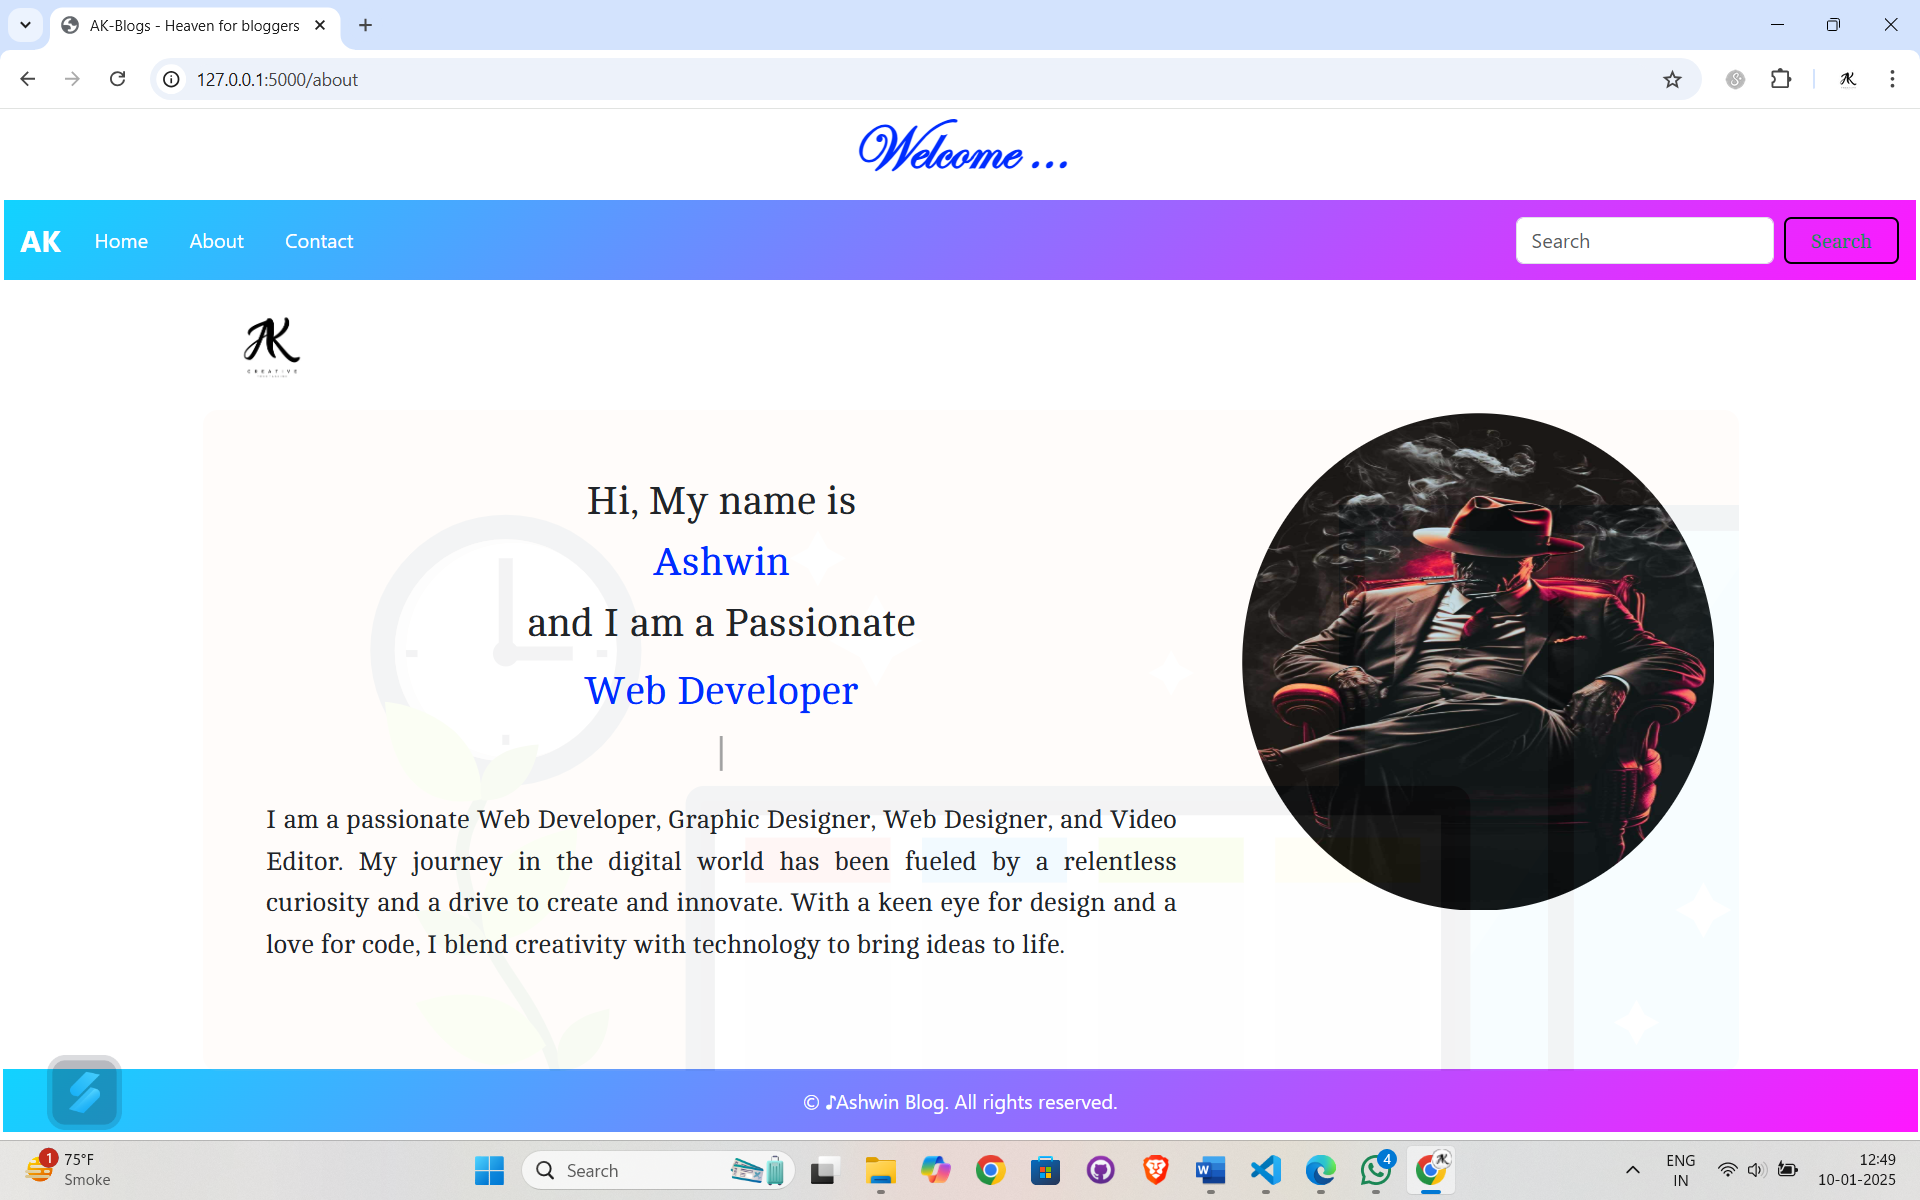 AK-Blogs - Heaven for bloggers
127.0.0.1:5000/about
Welcome ...
AK Home About Contact Search Search
AK
CREATIVE
Hi, My name is
Ashwin
and I am a Passionate
Web Developer
I am a passionate Web Developer, Graphic Designer, Web Designer, and Video
Editor. My journey in the digital world has been fueled by a relentless
curiosity and a drive to create and innovate. With a keen eye for design and a
love for code, I blend creativity with technology to bring ideas to life.
© ♪Ashwin Blog. All rights reserved.
1
75°F
Smoke
Search
4
ENG
IN
12:49
10-01-2025